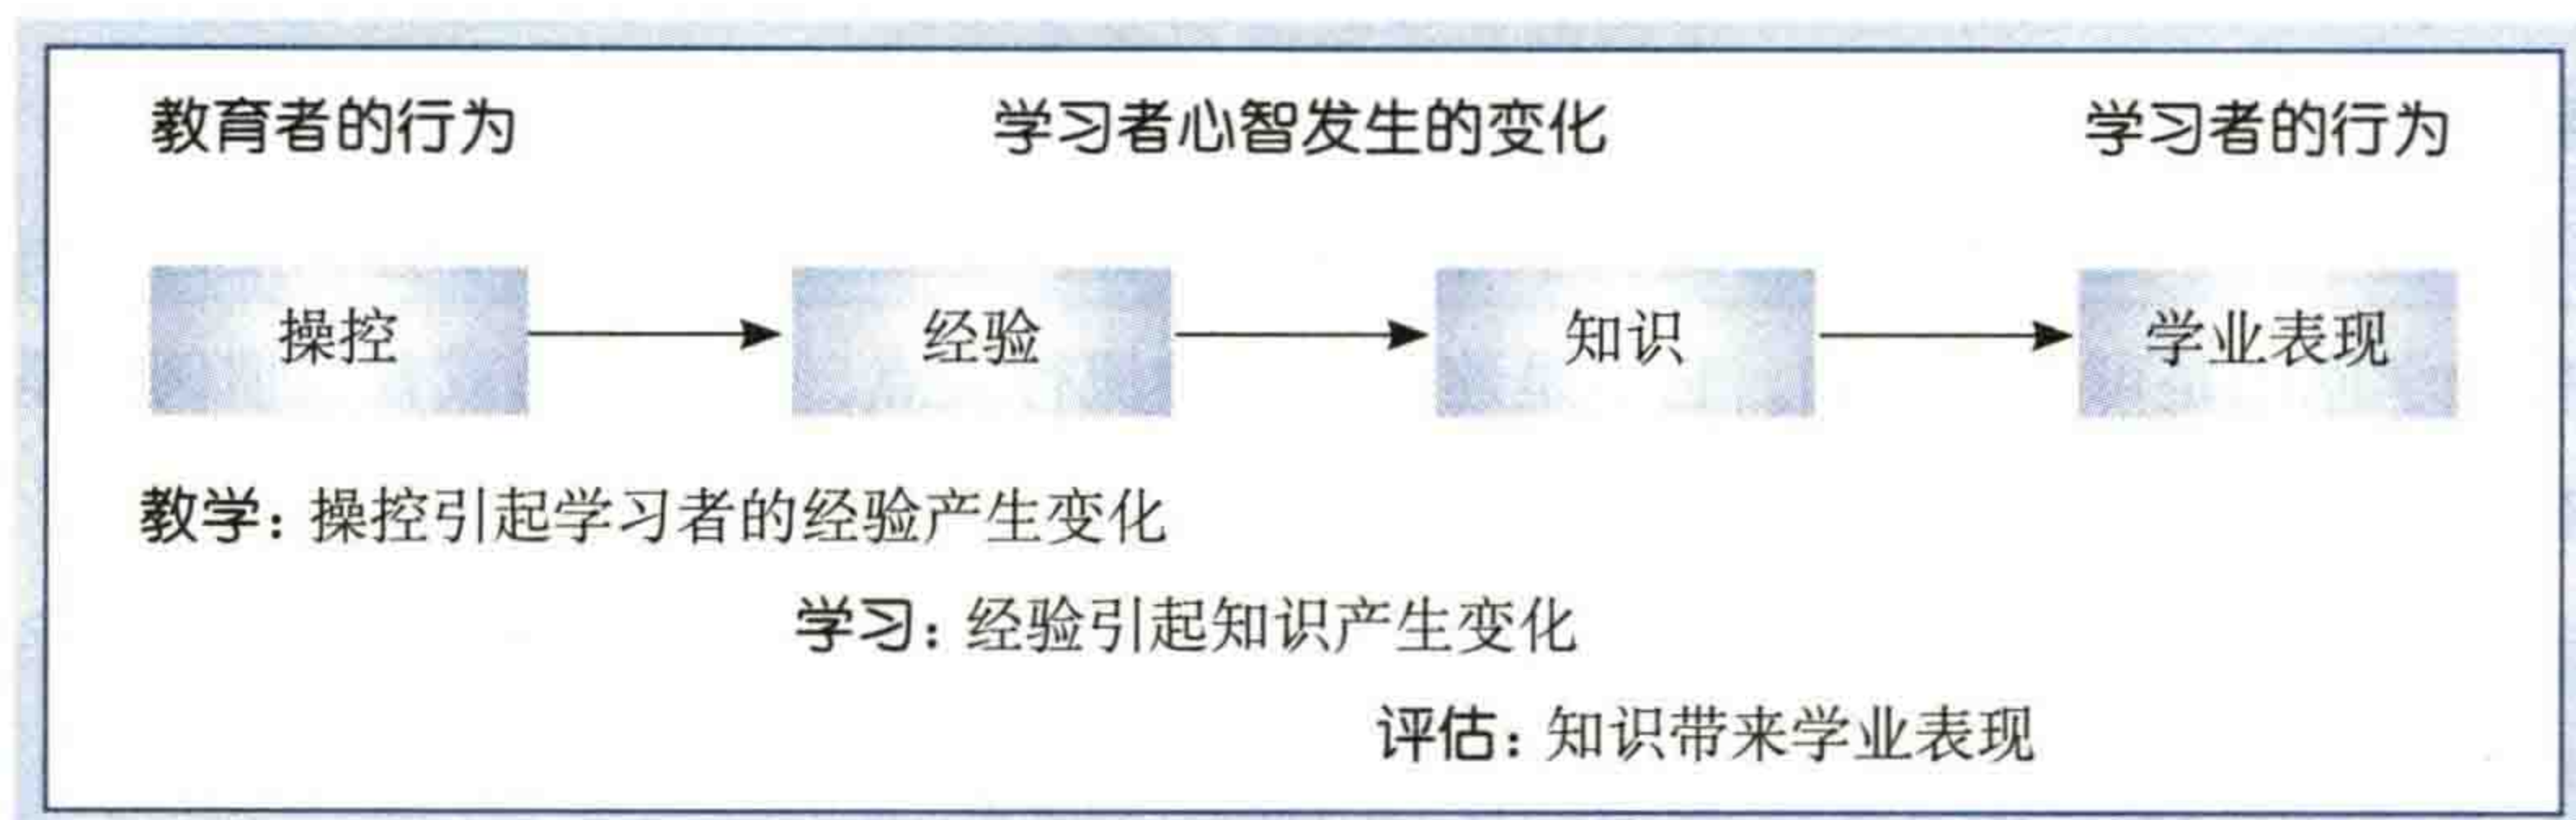 教育者的行为 学习者心智发生的变化 学习者的行为
操控 经验 知识 学业表现
教学：操控引起学习者的经验产生变化
学习：经验引起知识产生变化
评估：知识带来学业表现